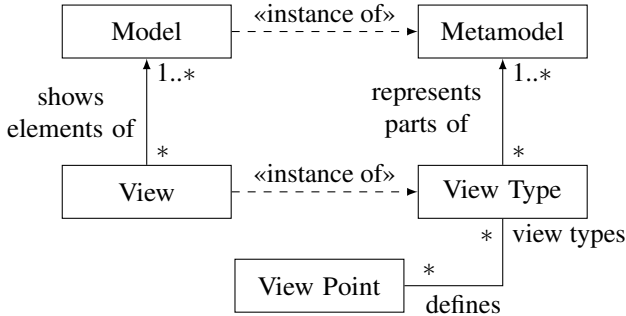 Model
«instance of»
Metamodel
1..∗
1..∗
shows
elements of
represents
parts of
∗
∗
View
«instance of»
View Type
∗
view types
View Point
∗
defines